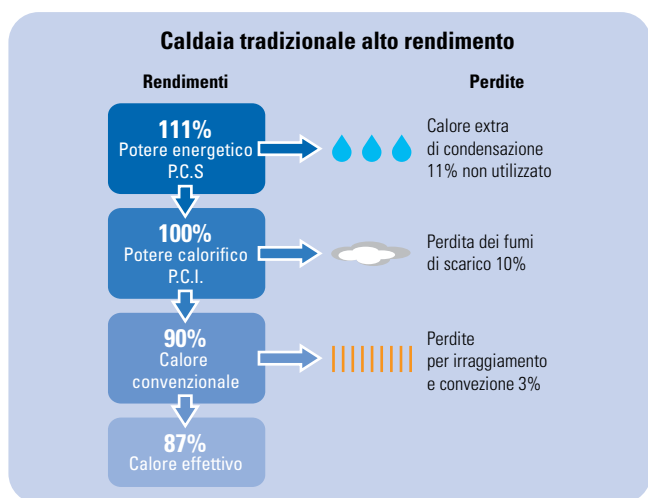 Caldaia tradizionale alto rendimento
Rendimenti
Perdite
111%
Potere energetico
P.C.S
Calore extra
di condensazione
11% non utilizzato
100%
Potere calorifico
P.C.I.
Perdita dei fumi
di scarico 10%
90%
Calore
convenzionale
Perdite
per irraggiamento
e convezione 3%
87%
Calore effettivo